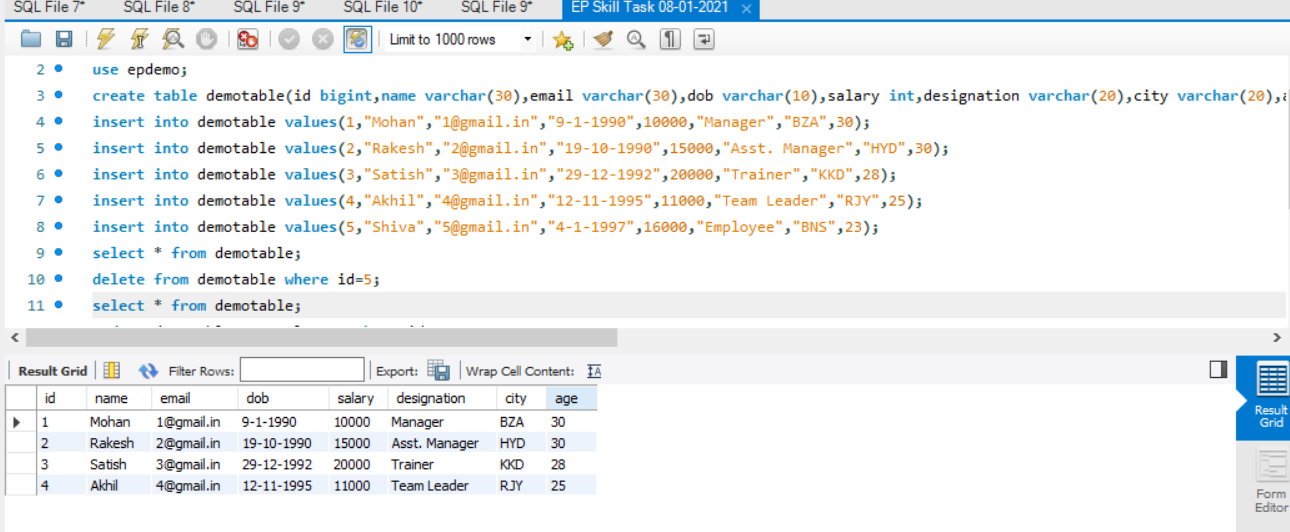 SQL File 7* SQL File 8* SQL File 9* SQL File 10* SQL File 9* EP Skill Task 08-01-2021 ×
Limit to 1000 rows
2 use epdemo;
3 create table demotable(id bigint,name varchar(30),email varchar(30),dob varchar(10),salary int,designation varchar(20),city varchar(20),
4 insert into demotable values(1,"Mohan","1@gmail.in","9-1-1990",10000,"Manager","BZA",30);
5 insert into demotable values(2,"Rakesh","2@gmail.in","19-10-1990",15000,"Asst. Manager","HYD",30);
6 insert into demotable values(3,"Satish","3@gmail.in","29-12-1992",20000,"Trainer","KKD",28);
7 insert into demotable values(4,"Akhil","4@gmail.in","12-11-1995",11000,"Team Leader","RJY",25);
8 insert into demotable values(5,"Shiva","5@gmail.in","4-1-1997",16000,"Employee","BNS",23);
9 select * from demotable;
10 delete from demotable where id=5;
11 select * from demotable;
Result Grid Filter Rows: Export: Wrap Cell Content: IA
id name email dob salary designation city age
1 Mohan 1@gmail.in 9-1-1990 10000 Manager BZA 30
2 Rakesh 2@gmail.in 19-10-1990 15000 Asst. Manager HYD 30
3 Satish 3@gmail.in 29-12-1992 20000 Trainer KKD 28
4 Akhil 4@gmail.in 12-11-1995 11000 Team Leader RJY 25
Result
Grid
Form
Editor